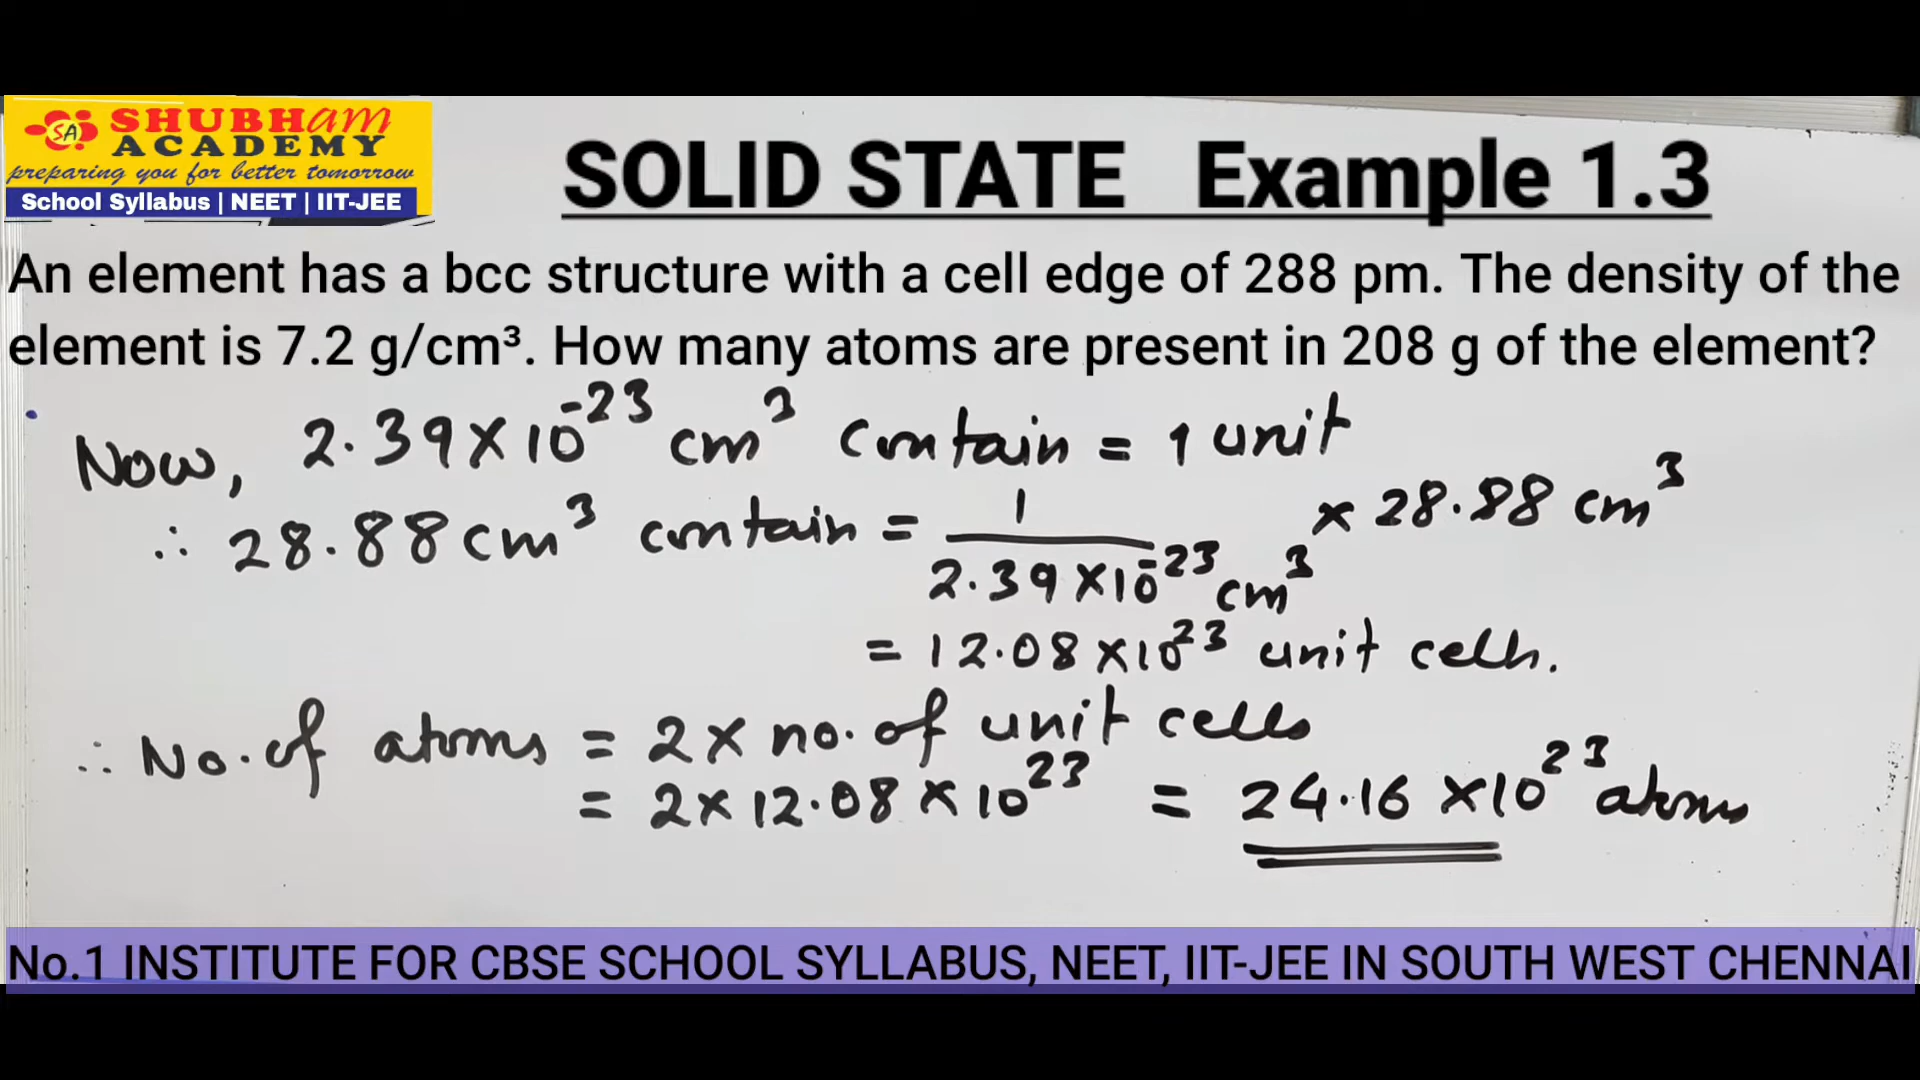 SA
SHUBHAM
ACADEMY
preparing you for better tomorrow
School Syllabus | NEET | IIT-JEE
SOLID STATE Example 1.3
An element has a bcc structure with a cell edge of 288 pm. The density of the
element is 7.2 g/cm³. How many atoms are present in 208 g of the element?
Now, 2.39 × 10⁻²³ cm³ contain = 1 unit
∴ 28.88 cm³ contain = 1 / 2.39 × 10⁻²³ cm³ × 28.88 cm³
= 12.08 × 10²³ unit cells.
∴ No. of atoms = 2 × no. of unit cells
= 2 × 12.08 × 10²³ = 24.16 × 10²³ atoms
No.1 INSTITUTE FOR CBSE SCHOOL SYLLABUS, NEET, IIT-JEE IN SOUTH WEST CHENNAI